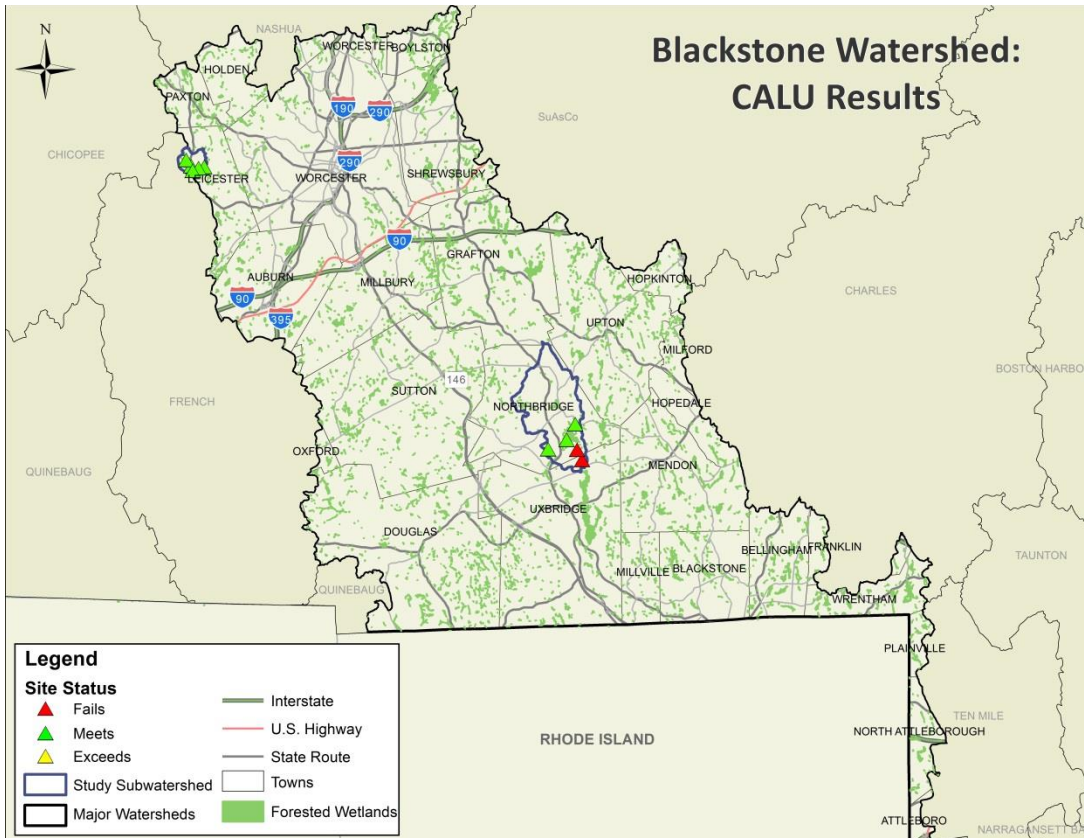 Blackstone Watershed:
CALU Results
N
NASHUA
WORCESTER
BOYLSTON
HOLDEN
PAXTON
190
290
SuAsCo
CHICOPEE
290
LEICESTER
WORCESTER
SHREWSBURY
90
GRAFTON
AUBURN
MILLBURY
HOPKINTON
90
CHARLES
395
UPTON
MILFORD
BOSTON HARBO
146
SUTTON
FRENCH
NORTHBRIDGE
HOPEDALE
OXFORD
MENDON
QUINEBAUG
UXBRIDGE
DOUGLAS
BELLINGHAM
FRANKLIN
TAUNTON
MILLVILLE
BLACKSTONE
QUINEBAUG
WRENTHAM
PLAINVILLE
TEN MILE
NORTH ATTLEBOROUGH
RHODE ISLAND
ATTLEBORO
NARRAGANSETT BA
Legend
Site Status
Fails
Meets
Exceeds
Study Subwatershed
Major Watersheds
Interstate
U.S. Highway
State Route
Towns
Forested Wetlands